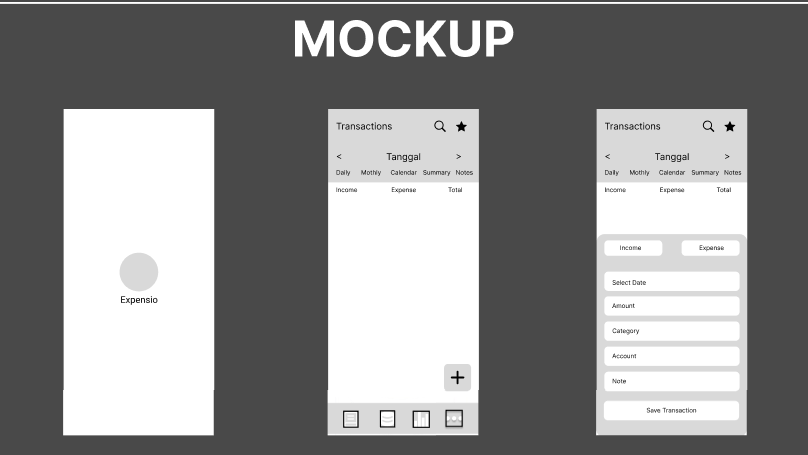 MOCKUP
Expensio
Transactions
< Tanggal >
Daily Mothly Calendar Summary Notes
Income Expense Total
+
Transactions
< Tanggal >
Daily Mothly Calendar Summary Notes
Income Expense Total
Income Expense
Select Date
Amount
Category
Account
Note
Save Transaction